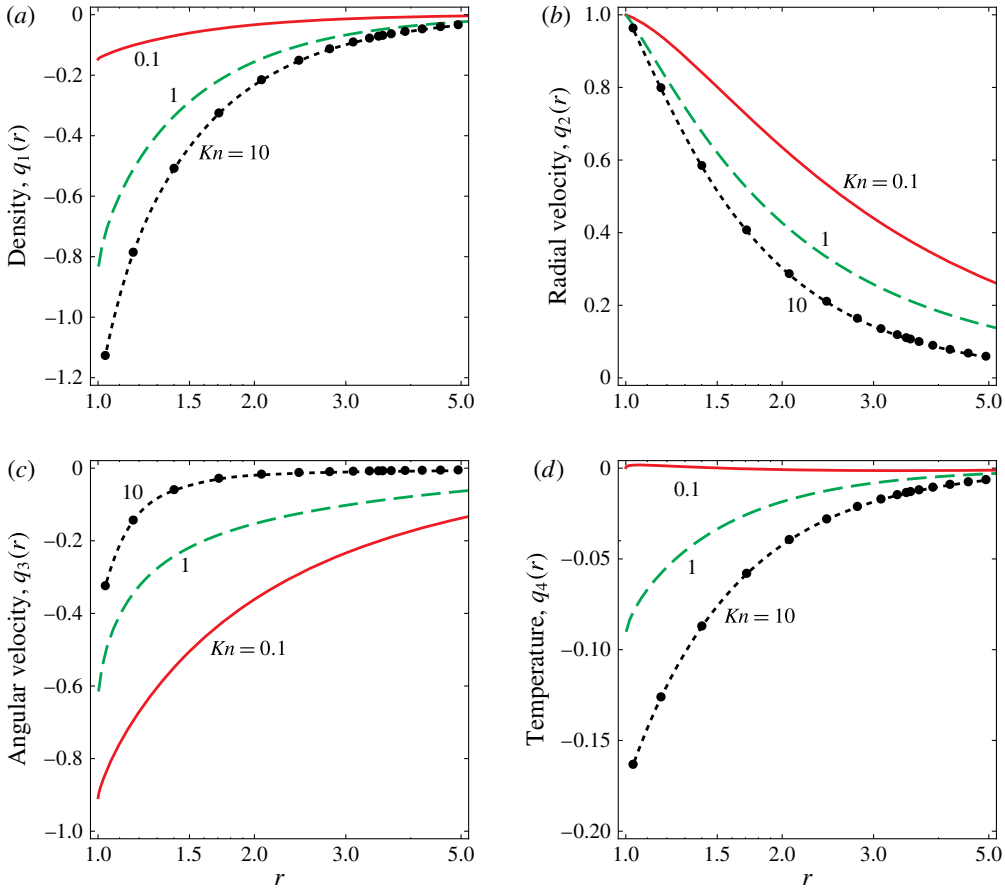 (a)
Density, q1(r)
0
−0.2
−0.4
−0.6
−0.8
−1.0
−1.2
0.1
1
Kn = 10
1.0 1.5 2.0 3.0 5.0
(b)
Radial velocity, q2(r)
1.0
0.8
0.6
0.4
0.2
0
Kn = 0.1
1
10
1.0 1.5 2.0 3.0 5.0
(c)
Angular velocity, q3(r)
0
−0.2
−0.4
−0.6
−0.8
−1.0
10
1
Kn = 0.1
1.0 1.5 2.0 3.0 5.0
r
(d)
Temperature, q4(r)
0
−0.05
−0.10
−0.15
−0.20
0.1
1
Kn = 10
1.0 1.5 2.0 3.0 5.0
r